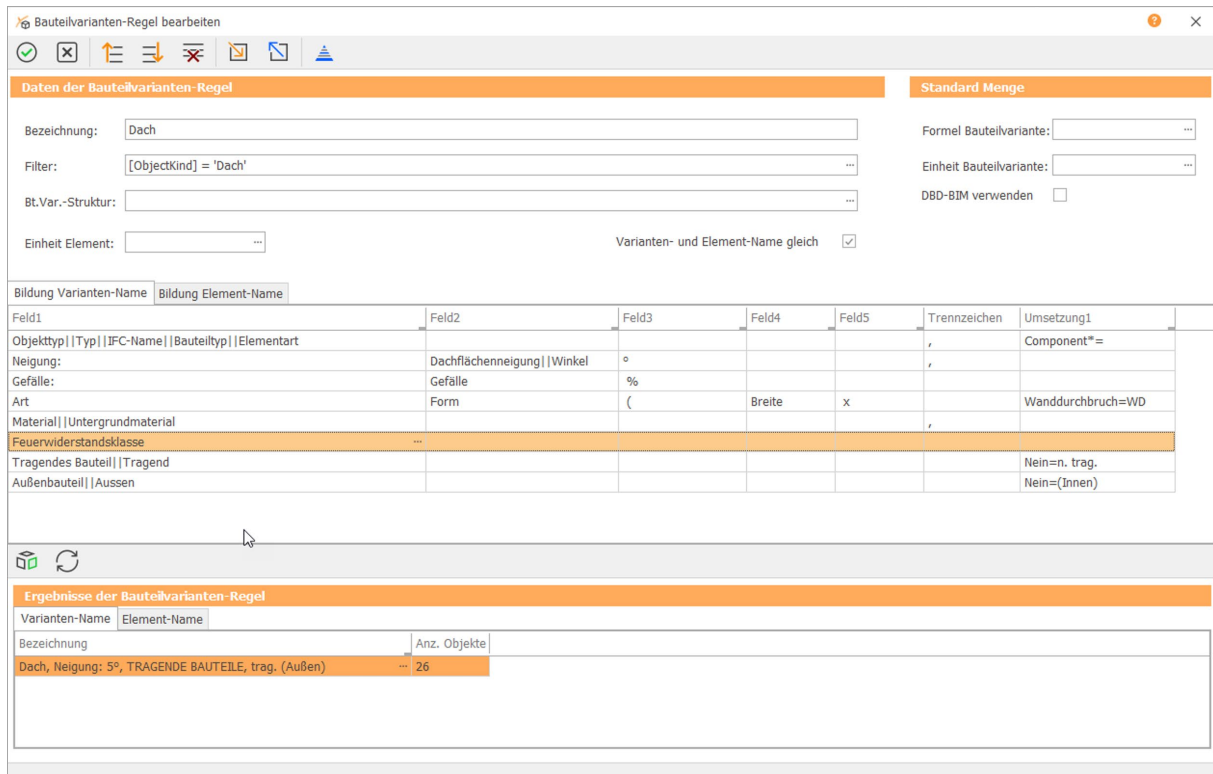 Bauteilvarianten-Regel bearbeiten
Daten der Bauteilvarianten-Regel
Standard Menge
Bezeichnung: Dach
Formel Bauteilvariante: ...
Filter: [ObjectKind] = 'Dach' ...
Einheit Bauteilvariante: ...
Bt.Var.-Struktur: ...
DBD-BIM verwenden
Einheit Element: ...
Varianten- und Element-Name gleich
Bildung Varianten-Name Bildung Element-Name
Feld1 Feld2 Feld3 Feld4 Feld5 Trennzeichen Umsetzung1
Objekttyp||Typ||IFC-Name||Bauteiltyp||Elementart , Component*=
Neigung: Dachflächenneigung||Winkel ° ,
Gefälle: Gefälle %
Art Form ( Breite x Wanddurchbruch=WD
Material||Untergrundmaterial ,
Feuerwiderstandsklasse ...
Tragendes Bauteil||Tragend Nein=n. trag.
Außenbauteil||Aussen Nein=(Innen)
Ergebnisse der Bauteilvarianten-Regel
Varianten-Name Element-Name
Bezeichnung Anz. Objekte
Dach, Neigung: 5°, TRAGENDE BAUTEILE, trag. (Außen) ... 26